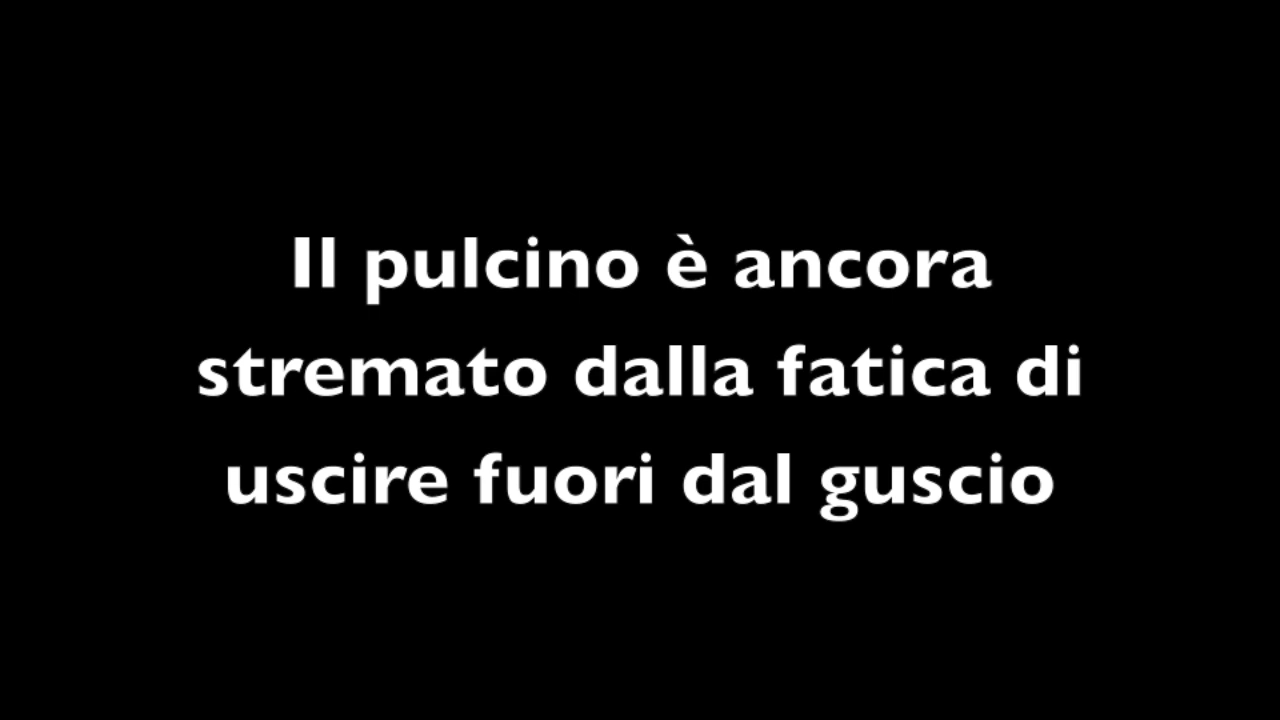 Il pulcino è ancora
stremato dalla fatica di
uscire fuori dal guscio